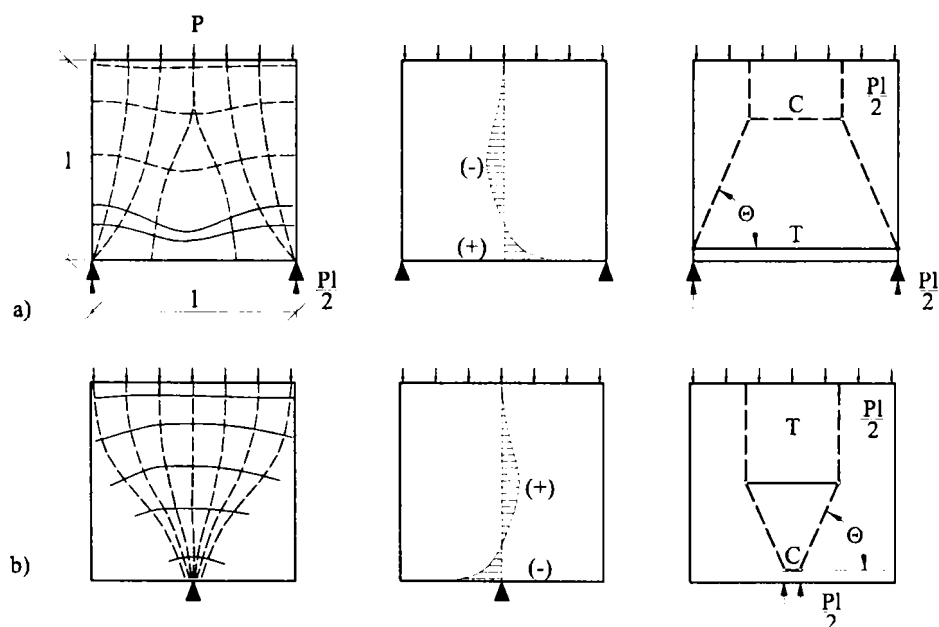 P
l
l
Pl/2
a)
(-)
(+)
Pl/2
C
Θ
T
Pl/2
b)
(+)
(-)
Pl/2
T
Θ
C
Pl/2